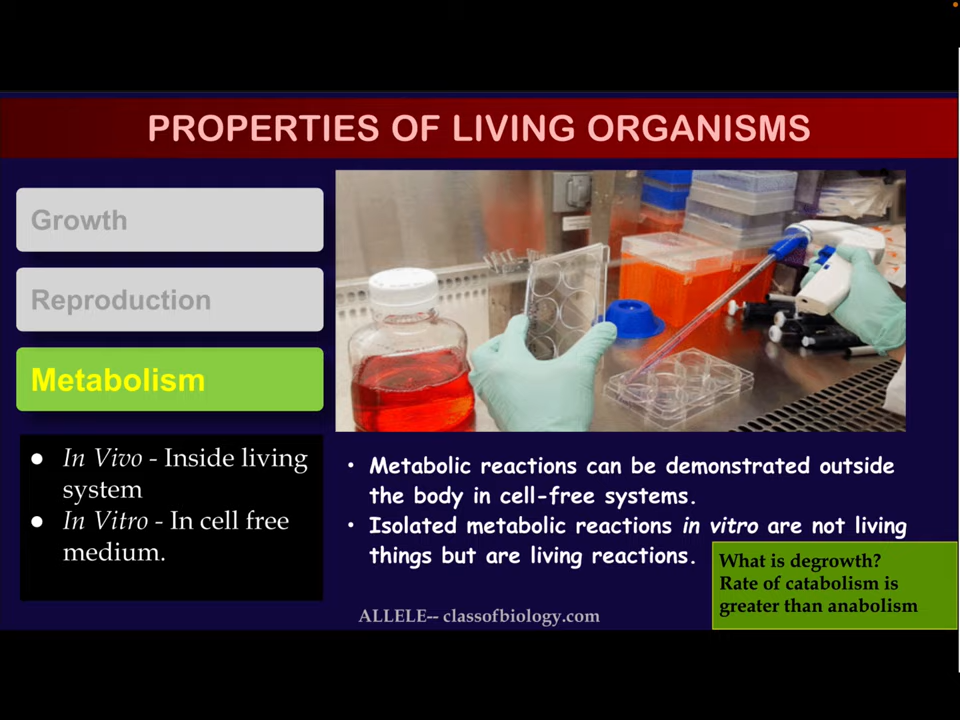 PROPERTIES OF LIVING ORGANISMS
Growth
Reproduction
Metabolism
● In Vivo - Inside living
system
● In Vitro - In cell free
medium.
• Metabolic reactions can be demonstrated outside
the body in cell-free systems.
• Isolated metabolic reactions in vitro are not living
things but are living reactions.
What is degrowth?
Rate of catabolism is
greater than anabolism
ALLELE-- classofbiology.com